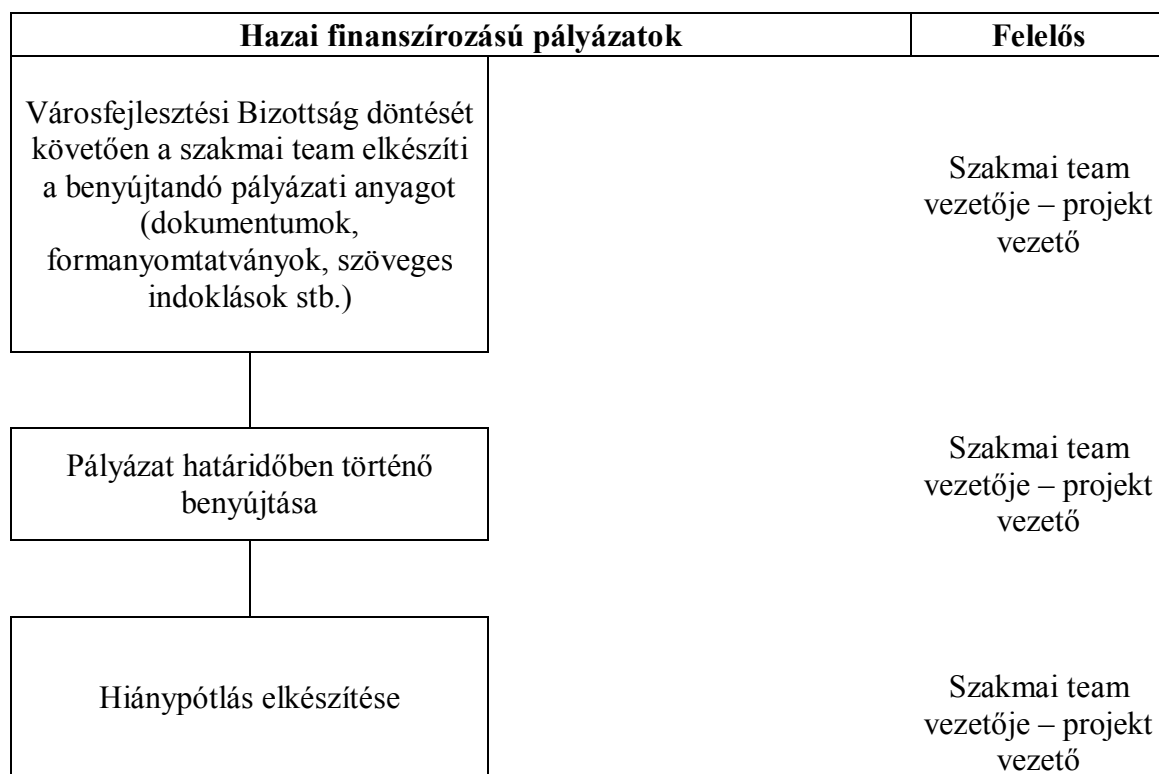 Hazai finanszírozású pályázatok Felelős
Városfejlesztési Bizottság döntését
követően a szakmai team elkészíti
a benyújtandó pályázati anyagot
(dokumentumok,
formanyomtatványok, szöveges
indoklások stb.)
Szakmai team
vezetője – projekt
vezető
Pályázat határidőben történő
benyújtása
Szakmai team
vezetője – projekt
vezető
Hiánypótlás elkészítése
Szakmai team
vezetője – projekt
vezető